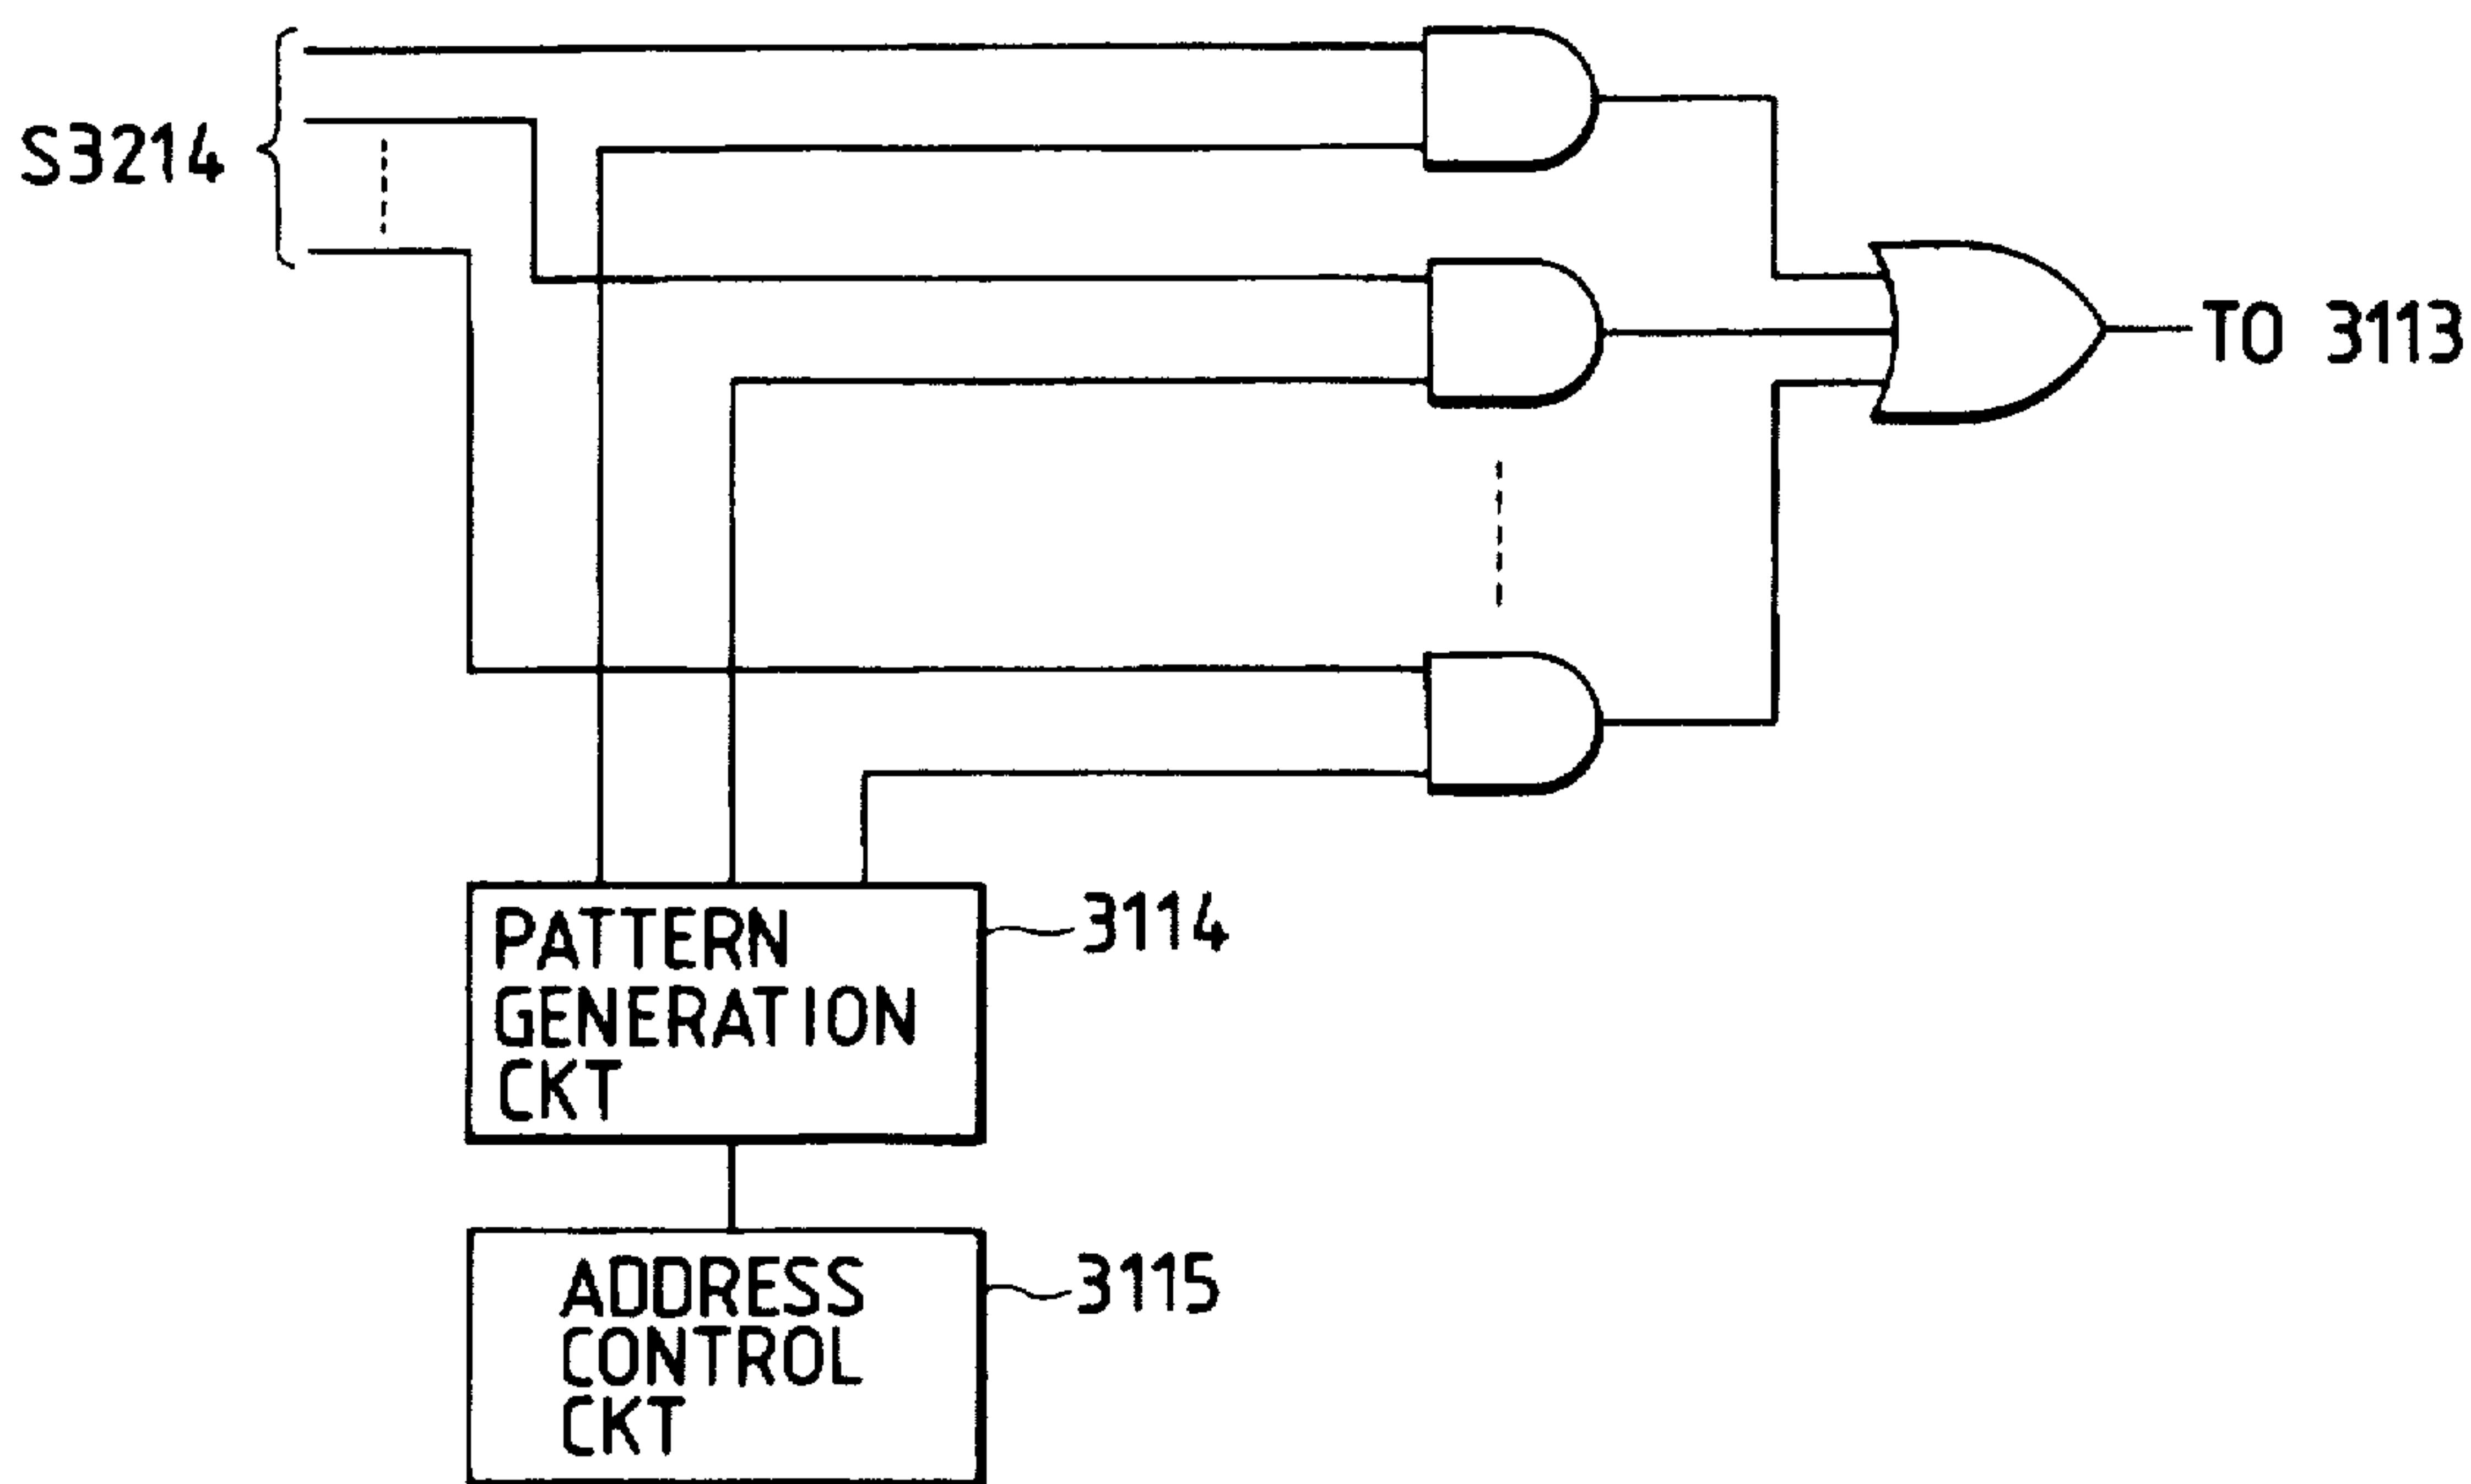 S3214
TO 3113
PATTERN
GENERATION
CKT
3114
ADDRESS
CONTROL
CKT
3115